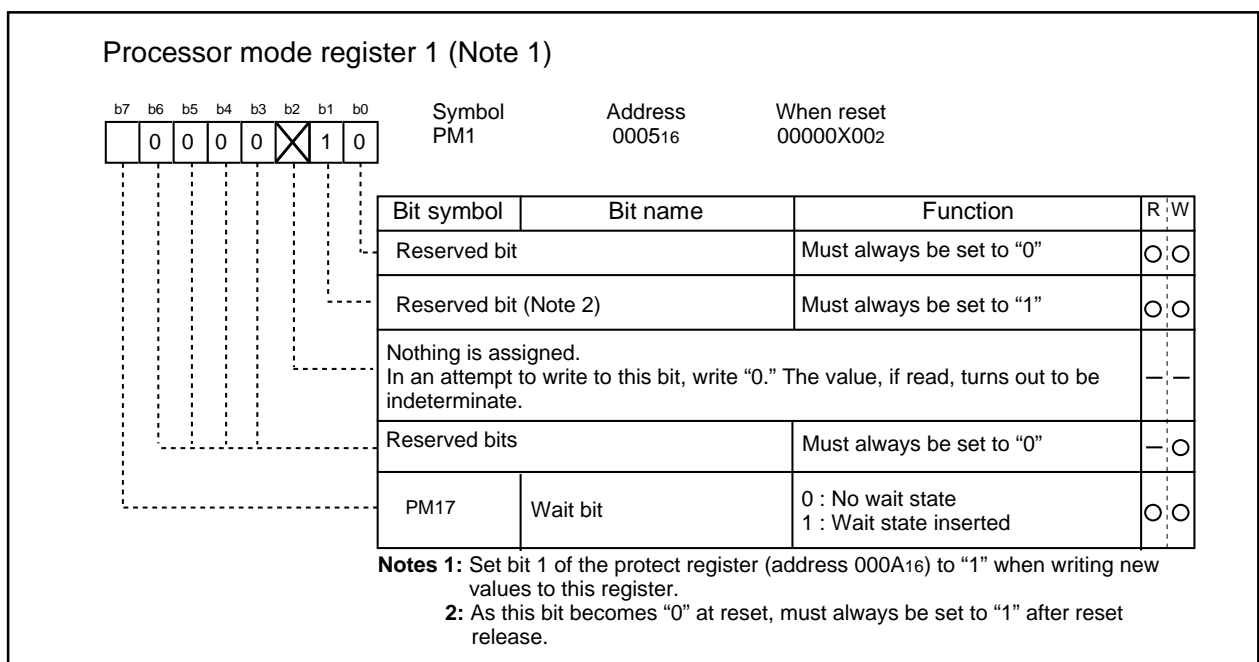 Processor mode register 1 (Note 1)
b7 b6 b5 b4 b3 b2 b1 b0
0 0 0 0 1 0
Symbol Address When reset
PM1 000516 00000X002
Bit symbol Bit name Function R W
Reserved bit Must always be set to “0”
Reserved bit (Note 2) Must always be set to “1”
Nothing is assigned.
In an attempt to write to this bit, write “0.” The value, if read, turns out to be
indeterminate.
Reserved bits Must always be set to “0”
PM17 Wait bit 0 : No wait state
1 : Wait state inserted
Notes 1: Set bit 1 of the protect register (address 000A16) to “1” when writing new
values to this register.
2: As this bit becomes “0” at reset, must always be set to “1” after reset
release.